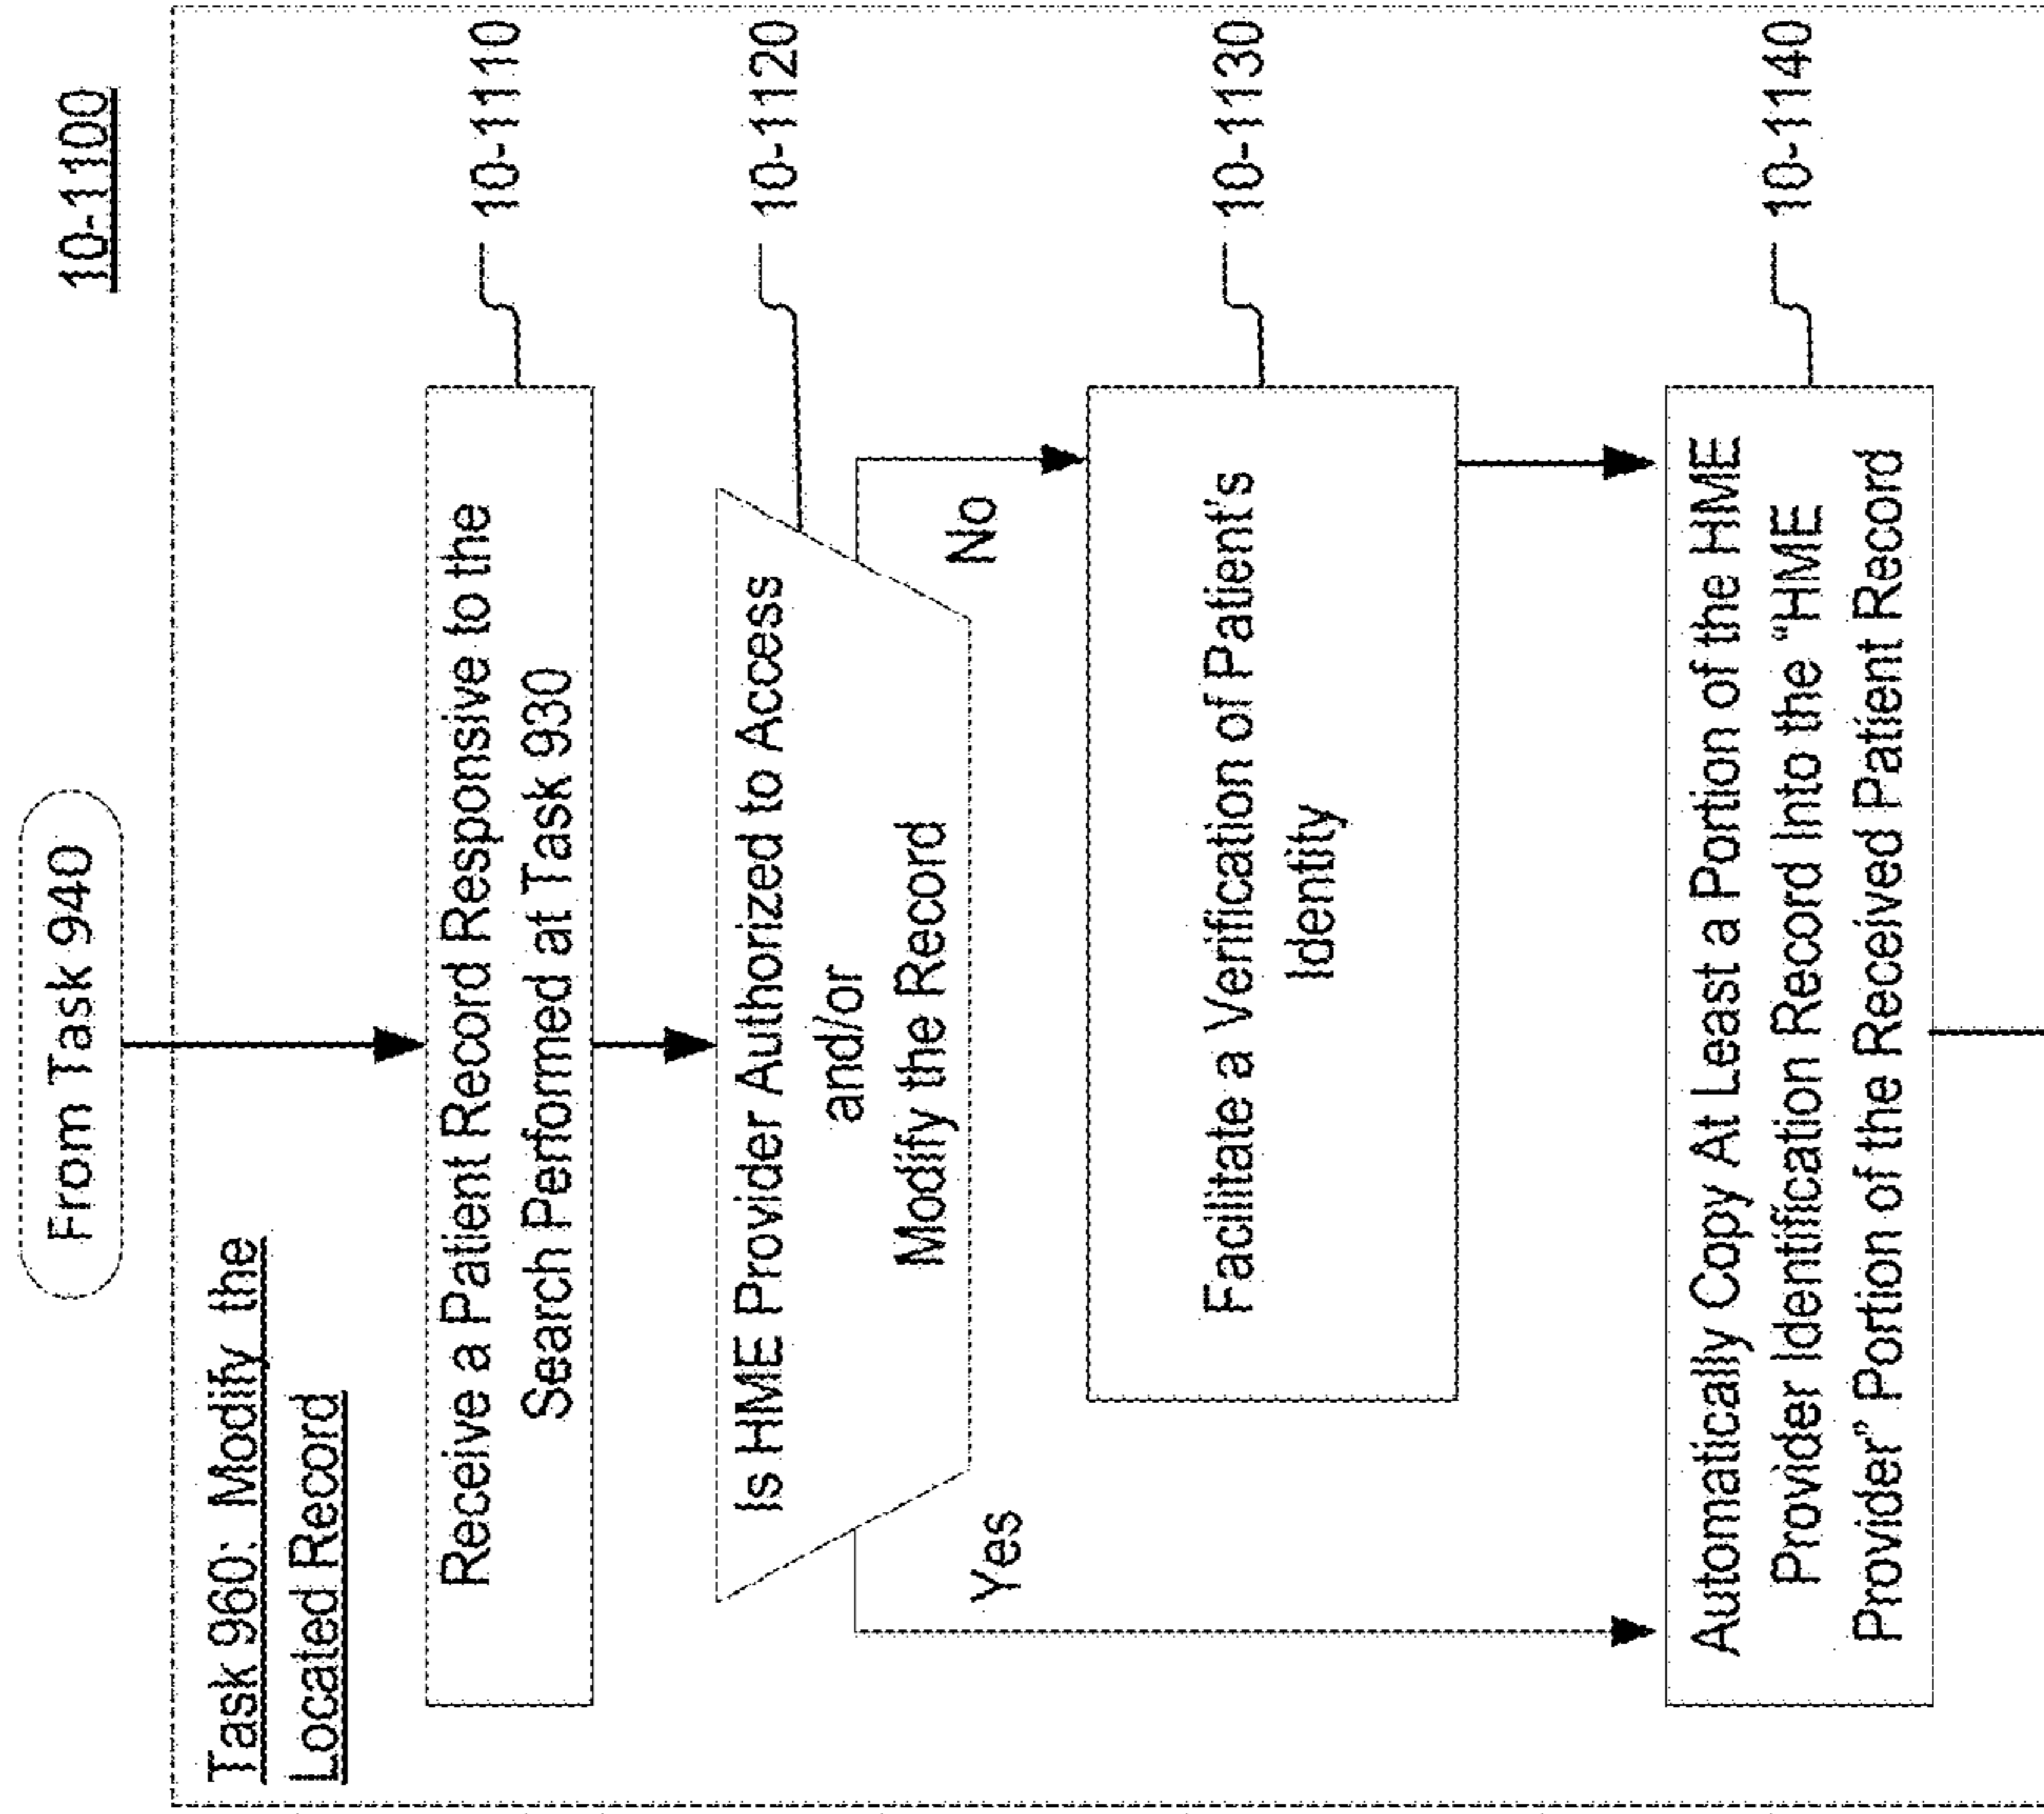 10-1100
From Task 940
Task 960: Modify the
Located Record
Receive a Patient Record Responsive to the
Search Performed at Task 930
10-1110
Is HME Provider Authorized to Access
and/or
Modify the Record
10-1120
No
Yes
Facilitate a Verification of Patient's
Identity
10-1130
Automatically Copy At Least a Portion of the HME
Provider Identification Record Into the “HME
Provider” Portion of the Received Patient Record
10-1140